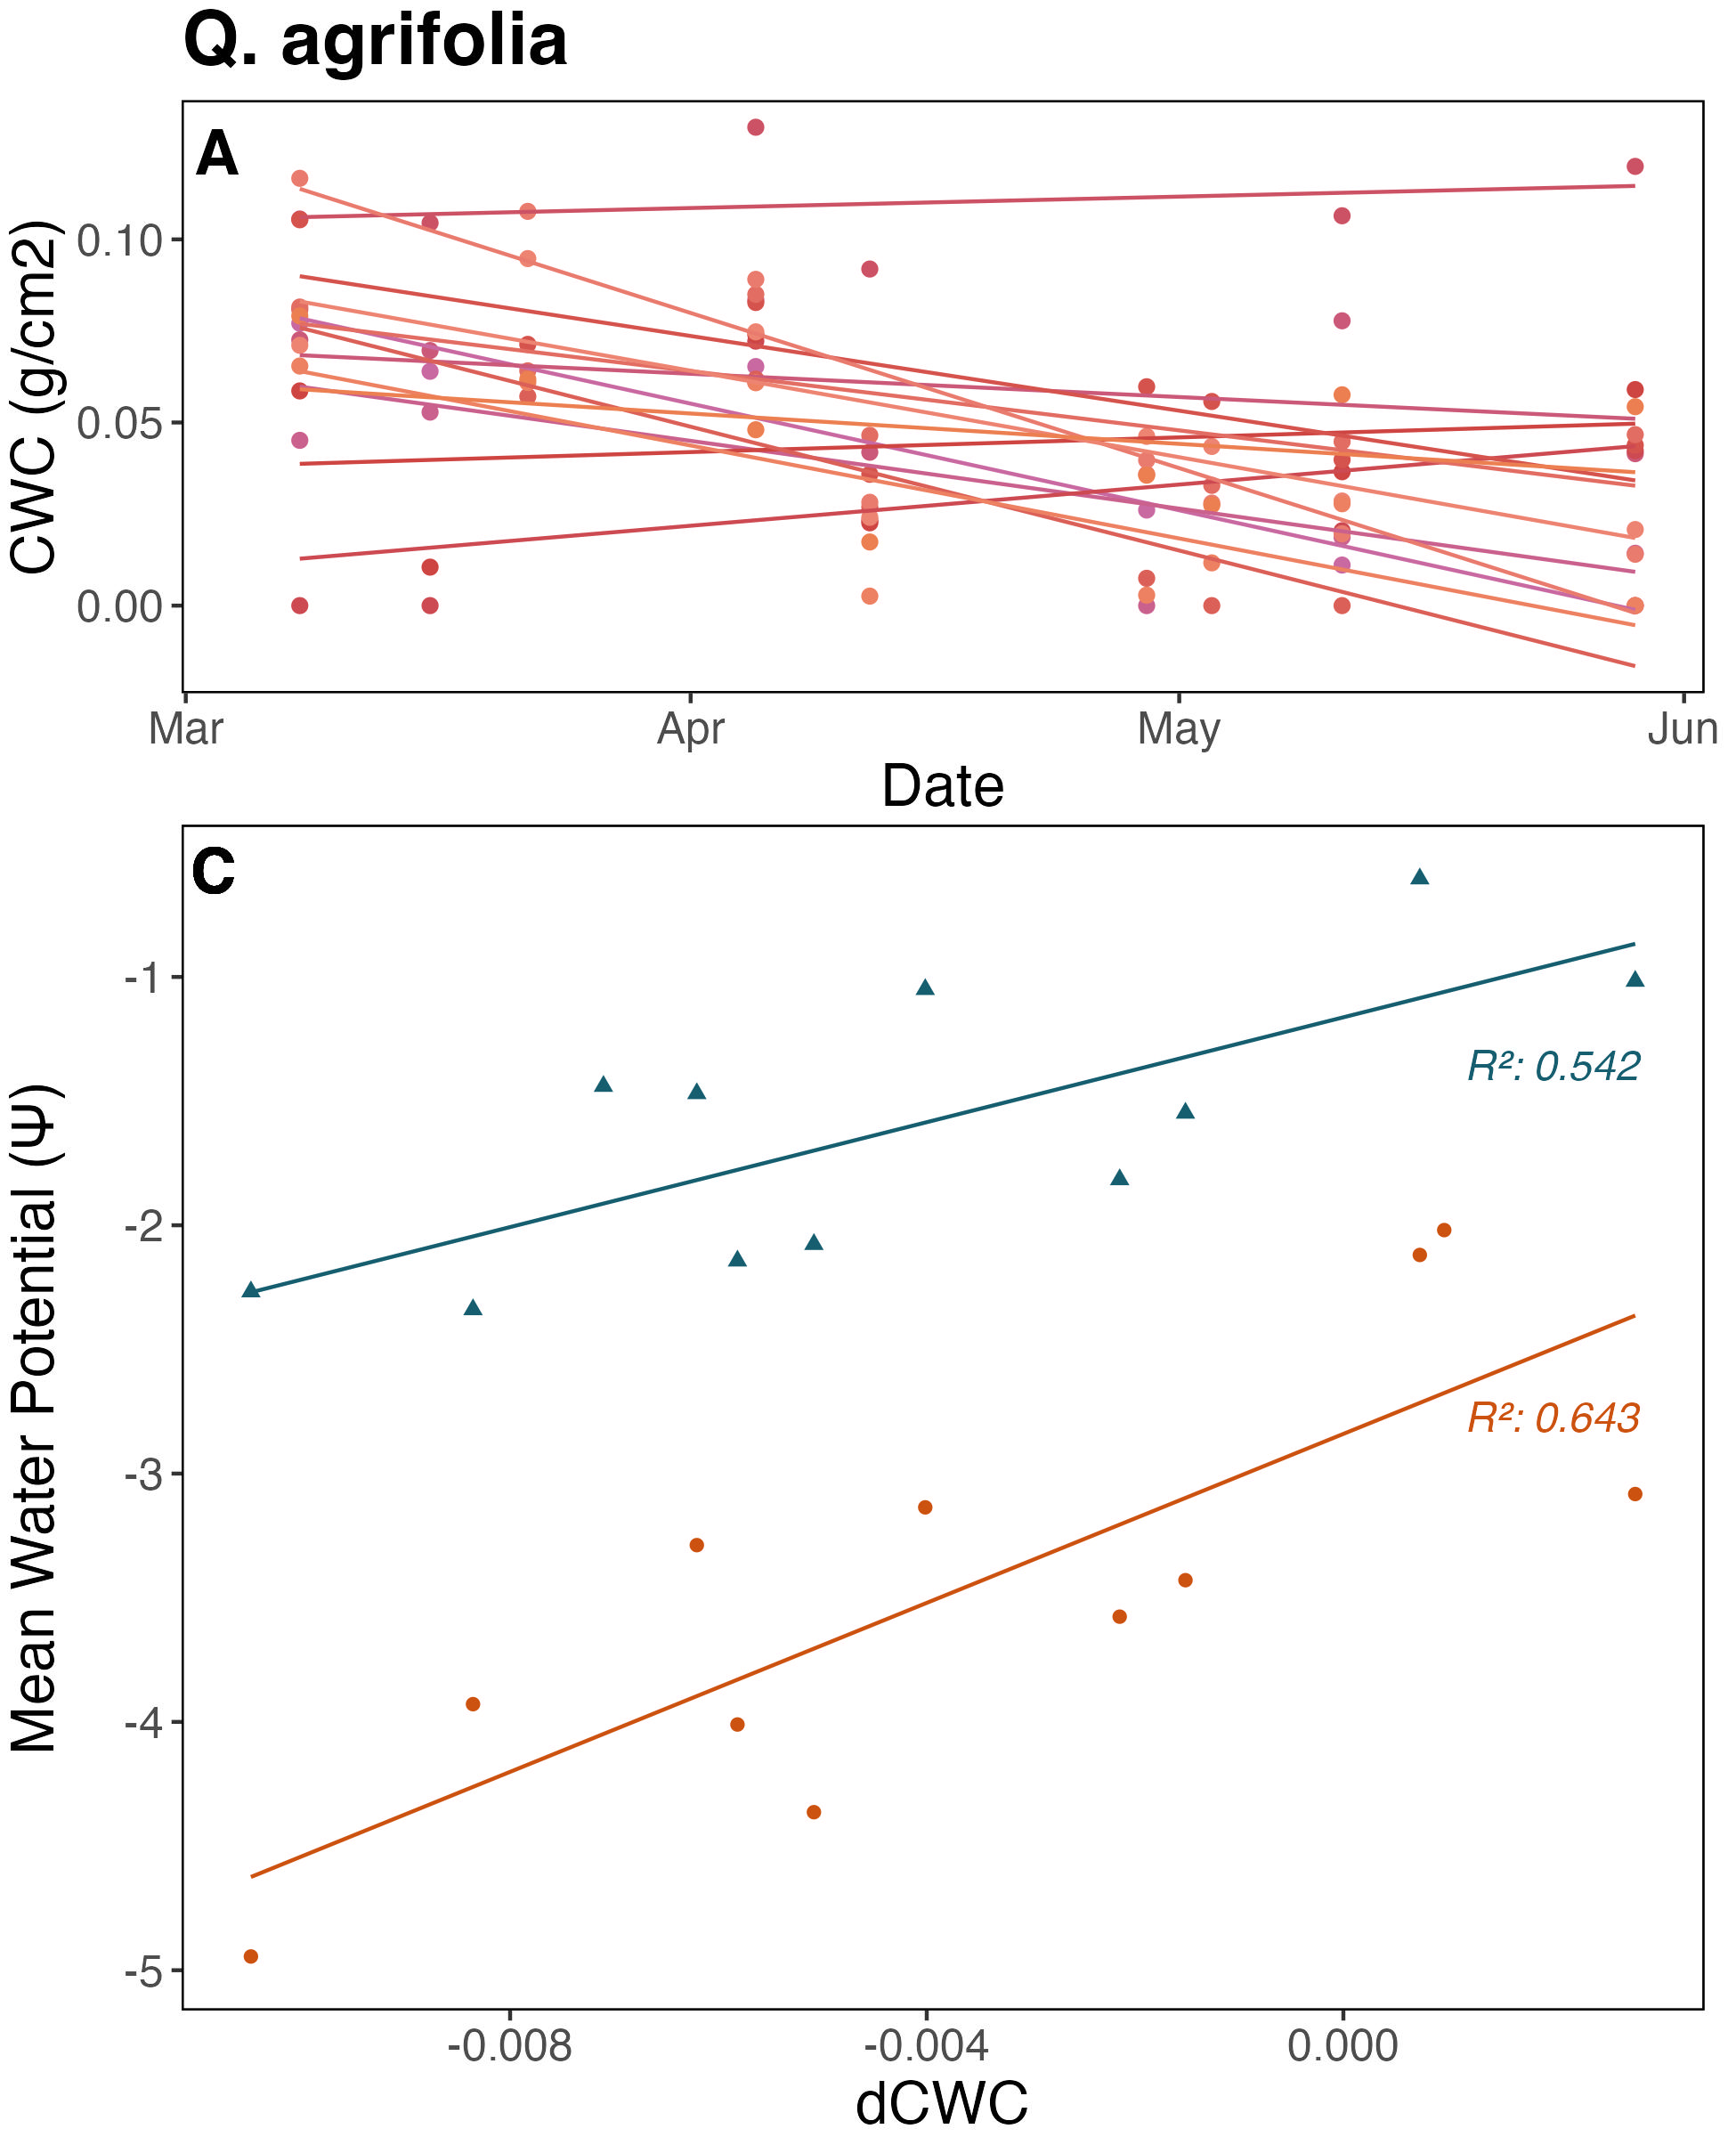 Q. agrifolia
A
CWC (g/cm2)
0.10
0.05
0.00
Mar
Apr
May
Jun
Date
C
Mean Water Potential (Ψ)
-1
-2
-3
-4
-5
R²: 0.542
R²: 0.643
-0.008
-0.004
0.000
dCWC